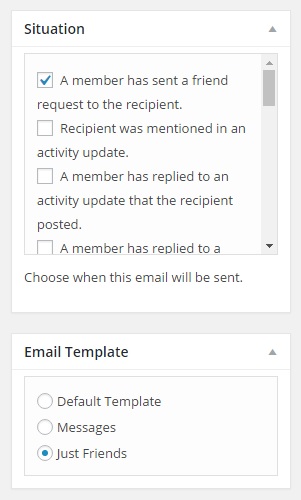 Situation
A member has sent a friend
request to the recipient.
Recipient was mentioned in an
activity update.
A member has replied to an
activity update that the recipient
posted.
A member has replied to a
Choose when this email will be sent.
Email Template
Default Template
Messages
Just Friends